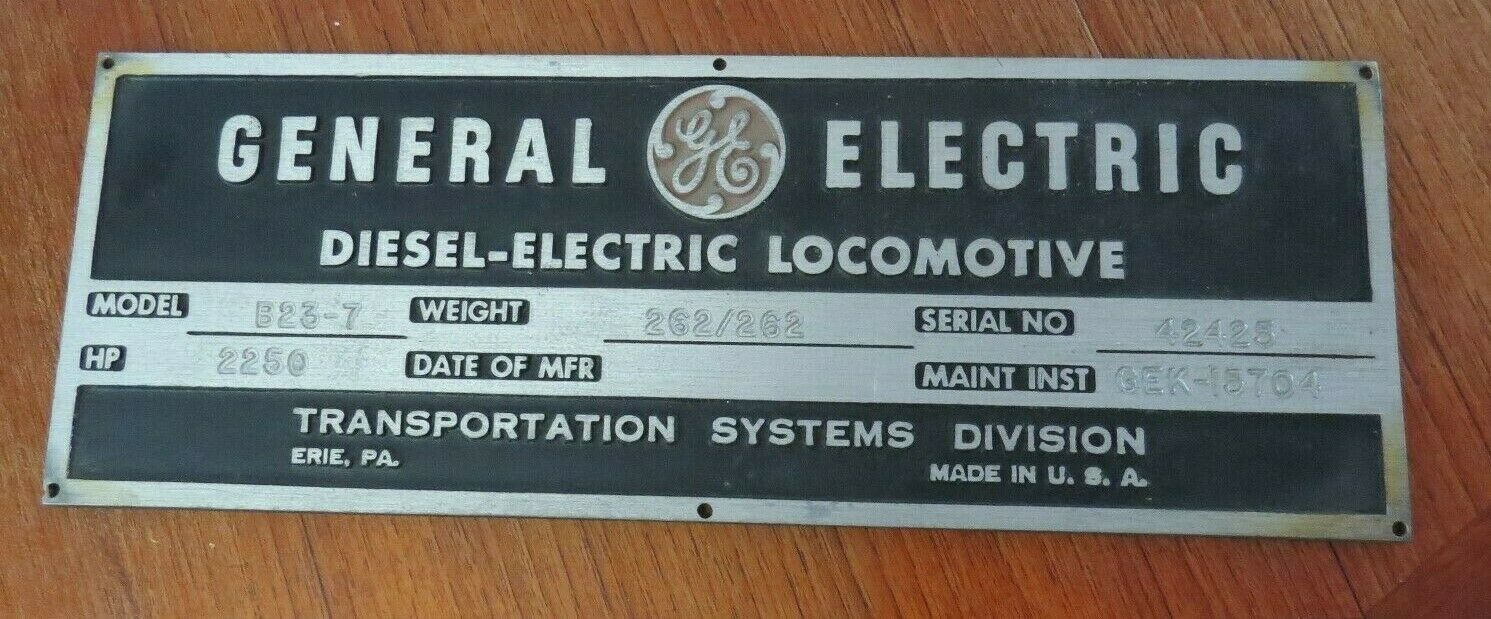 GENERAL GE ELECTRIC
DIESEL-ELECTRIC LOCOMOTIVE
MODEL B23-7 WEIGHT 262/262 SERIAL NO 42425
HP 2250 DATE OF MFR MAINT INST GEK-15704
TRANSPORTATION SYSTEMS DIVISION
ERIE, PA. MADE IN U. S. A.